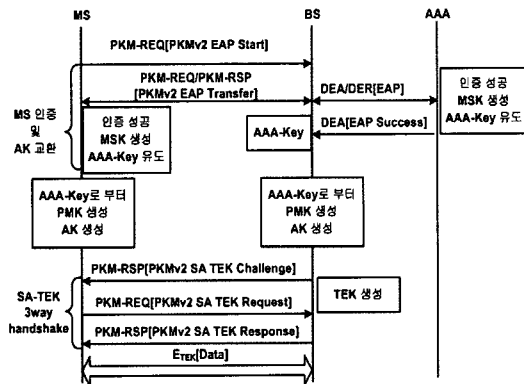 MS BS AAA
PKM-REQ[PKMv2 EAP Start]
PKM-REQ/PKM-RSP
[PKMv2 EAP Transfer]
DEA/DER[EAP]
인증 성공
MSK 생성
AAA-Key 유도
MS 인증
및
AK 교환
인증 성공
MSK 생성
AAA-Key 유도
AAA-Key
DEA[EAP Success]
AAA-Key로 부터
PMK 생성
AK 생성
AAA-Key로 부터
PMK 생성
AK 생성
PKM-RSP[PKMv2 SA TEK Challenge]
SA-TEK
3way
handshake
PKM-REQ[PKMv2 SA TEK Request]
TEK 생성
PKM-RSP[PKMv2 SA TEK Response]
ETEK[Data]